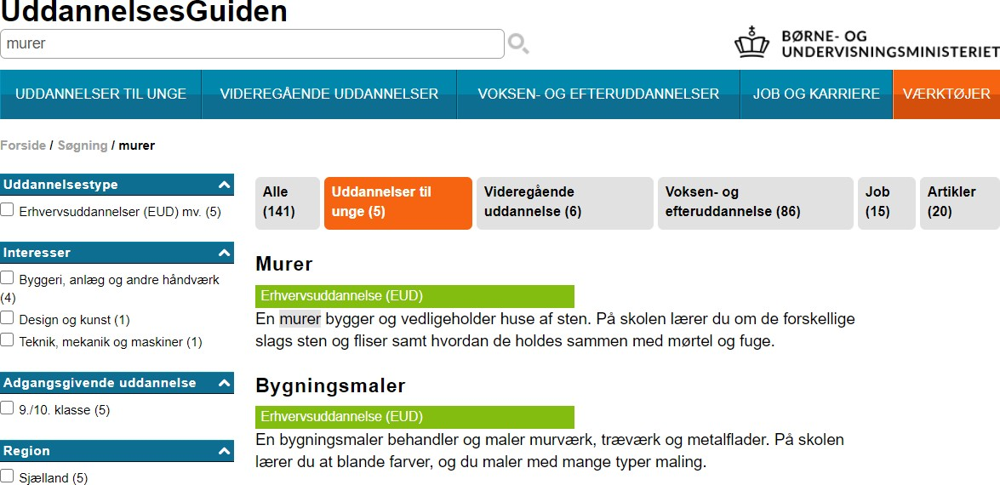 UddannelsesGuiden
murer
BØRNE- OG
UNDERVISNINGSMINISTERIET
UDDANNELSER TIL UNGE
VIDEREGÅENDE UDDANNELSER
VOKSEN- OG EFTERUDDANNELSER
JOB OG KARRIERE
VÆRKTØJER
Forside / Søgning / murer
Uddannelsestype
Erhvervsuddannelser (EUD) mv. (5)
Interesser
Byggeri, anlæg og andre håndværk
(4)
Design og kunst (1)
Teknik, mekanik og maskiner (1)
Adgangsgivende uddannelse
9./10. klasse (5)
Region
Sjælland (5)
Alle
(141)
Uddannelser til
unge (5)
Videregående
uddannelse (6)
Voksen- og
efteruddannelse (86)
Job
(15)
Artikler
(20)
Murer
Erhvervsuddannelse (EUD)
En murer bygger og vedligeholder huse af sten. På skolen lærer du om de forskellige
slags sten og fliser samt hvordan de holdes sammen med mørtel og fuge.
Bygningsmaler
Erhvervsuddannelse (EUD)
En bygningsmaler behandler og maler murværk, træværk og metalflader. På skolen
lærer du at blande farver, og du maler med mange typer maling.